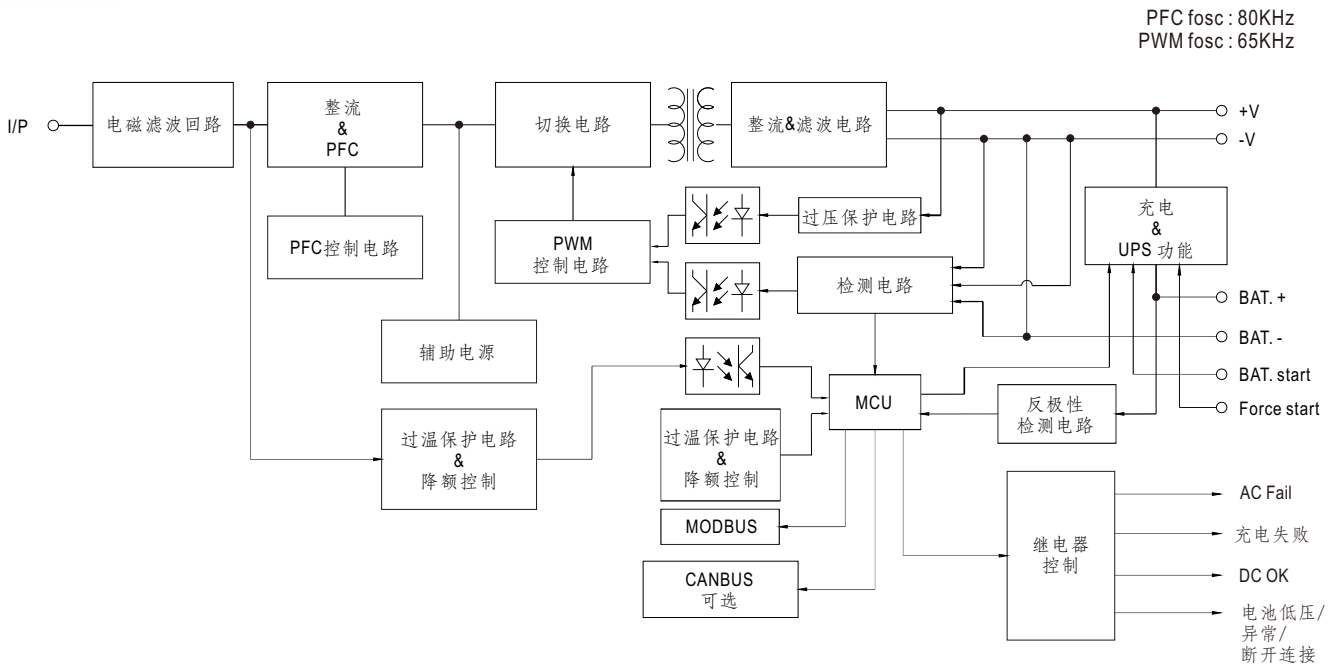 PFC fosc : 80KHz
PWM fosc : 65KHz
I/P
电磁滤波回路
整流
&
PFC
切换电路
整流&滤波电路
+V
-V
PFC控制电路
PWM
控制电路
过压保护电路
充电
&
UPS 功能
检测电路
BAT. +
辅助电源
BAT. -
MCU
BAT. start
反极性
检测电路
Force start
过温保护电路
&
降额控制
过温保护电路
&
降额控制
MODBUS
CANBUS
可选
继电器
控制
AC Fail
充电失败
DC OK
电池低压/
异常/
断开连接